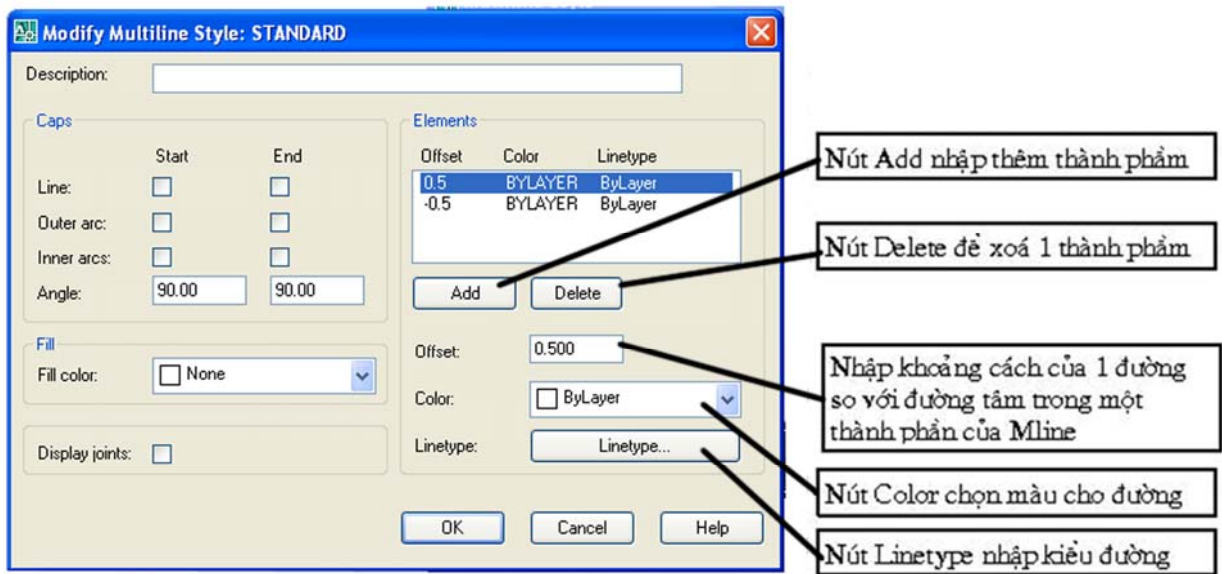 Modify Multiline Style: STANDARD
Description:
Caps
Start End
Line:
Outer arc:
Inner arcs:
Angle: 90.00 90.00
Fill
Fill color: None
Display joints:
Elements
Offset Color Linetype
0.5 BYLAYER ByLayer
-0.5 BYLAYER ByLayer
Add Delete
Offset: 0.500
Color: ByLayer
Linetype: Linetype...
OK Cancel Help
Nút Add nhập thêm thành phẩm
Nút Delete để xoá 1 thành phẩm
Nhập khoảng cách của 1 đường
so với đường tâm trong một
thành phần của Mline
Nút Color chọn màu cho đường
Nút Linetype nhập kiểu đường